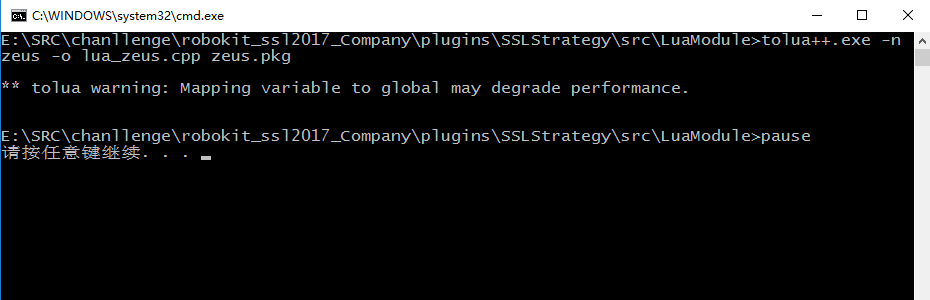 C:\WINDOWS\system32\cmd.exe
E:\SRC\chanllenge\robokit_ssl2017_Company\plugins\SSLStrategy\src\LuaModule>tolua++.exe -n
zeus -o lua_zeus.cpp zeus.pkg
** tolua warning: Mapping variable to global may degrade performance.
E:\SRC\chanllenge\robokit_ssl2017_Company\plugins\SSLStrategy\src\LuaModule>pause
请按任意键继续. . .